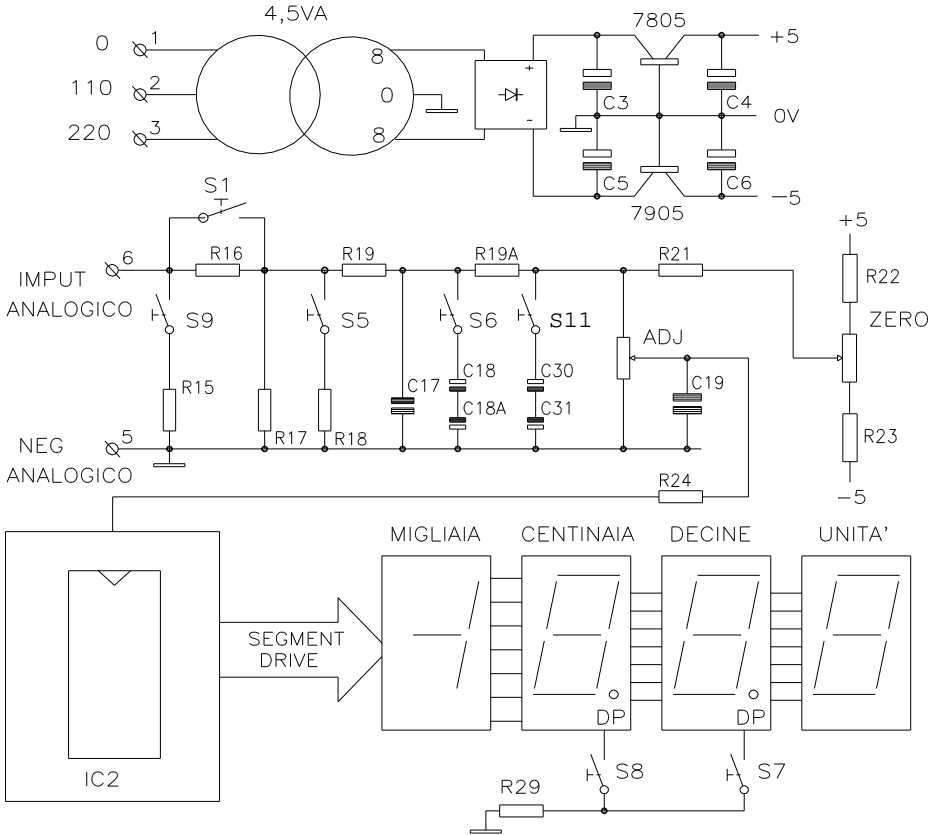 4,5VA
7805
0 1 8 + +5
110 2 0 C3 C4 0V
220 3 8 - C5 C6
7905 -5
S1
6 R16 R19 R19A R21 +5
IMPUT
ANALOGICO
R22
S9 S5 S6 S11 ADJ ZERO
R15 C17 C18 C30 C19
C18A C31
R17 R18 R23
5
NEG
ANALOGICO
R24 -5
MIGLIAIA CENTINAIA DECINE UNITA'
SEGMENT
DRIVE
DP DP
IC2
S8 S7
R29